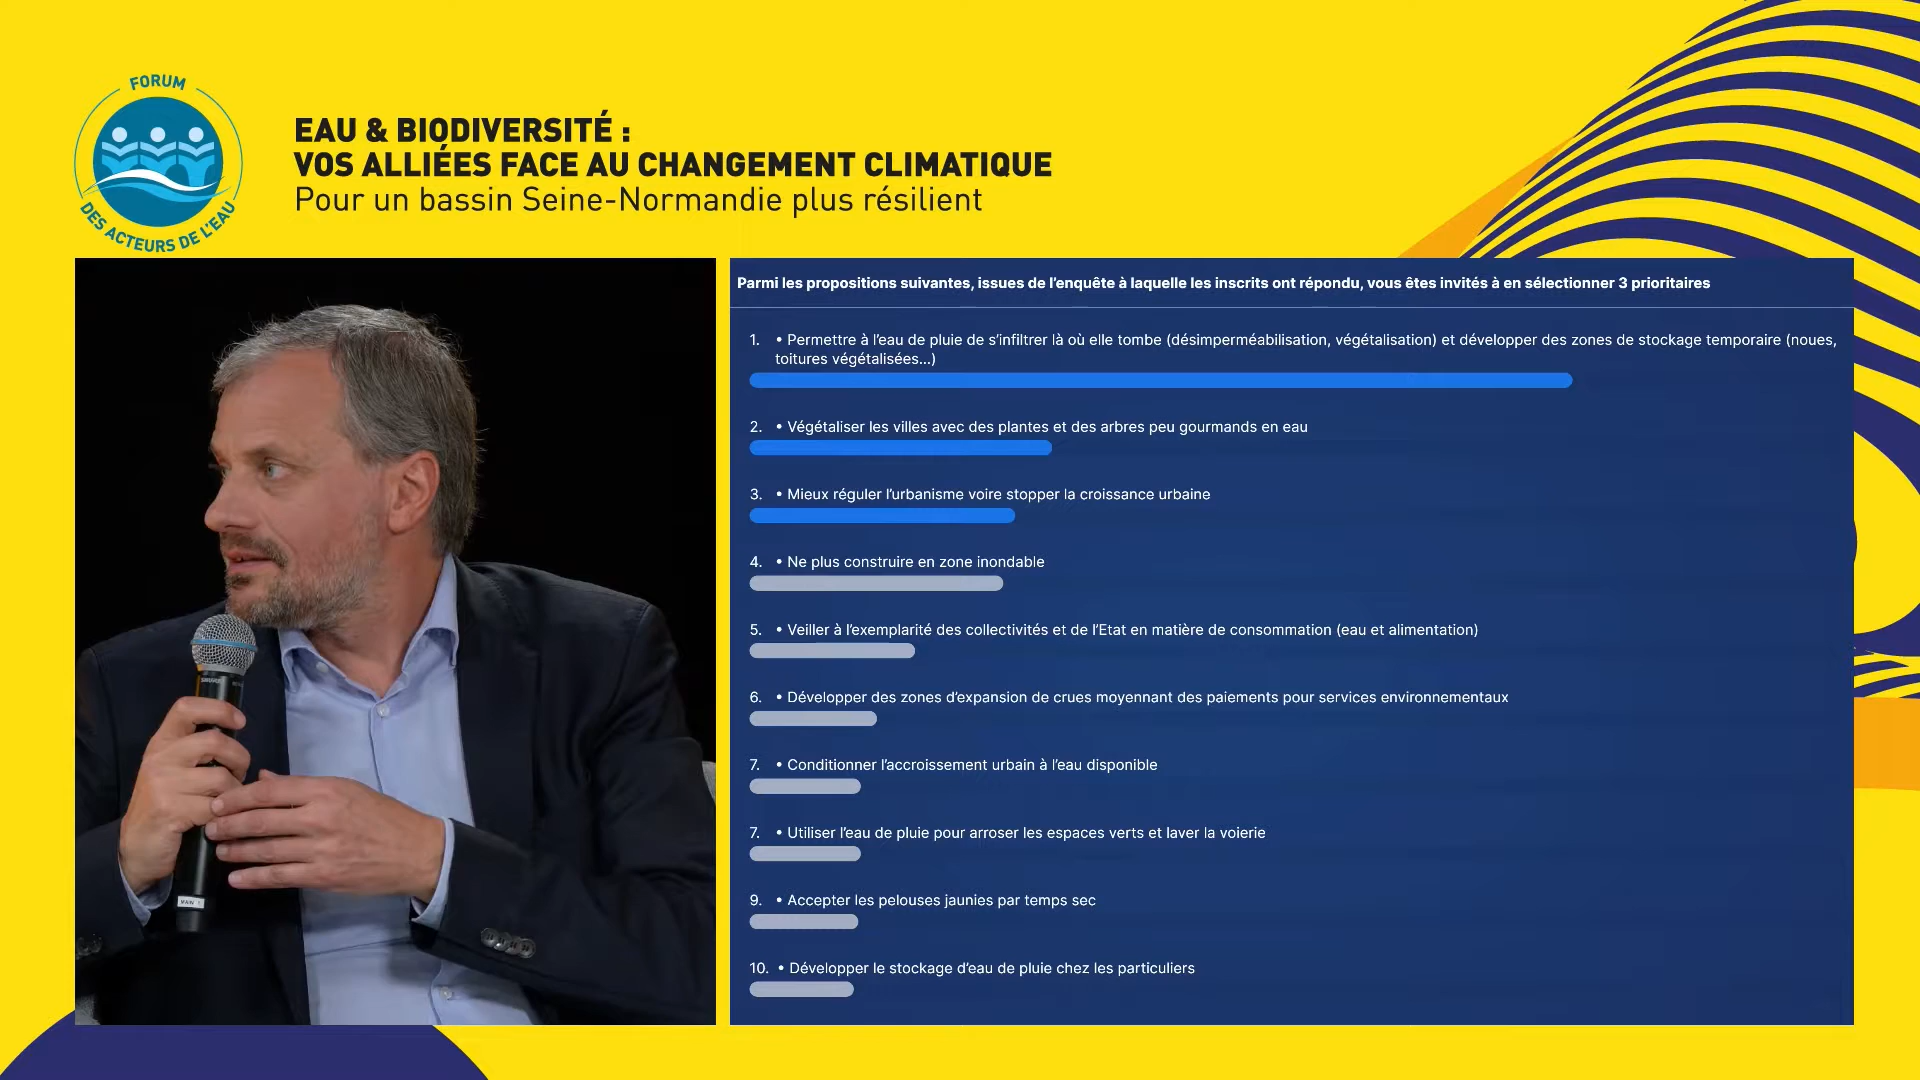 FORUM
DES ACTEURS DE L'EAU
EAU & BIODIVERSITÉ :
VOS ALLIÉES FACE AU CHANGEMENT CLIMATIQUE
Pour un bassin Seine-Normandie plus résilient
Parmi les propositions suivantes, issues de l'enquête à laquelle les inscrits ont répondu, vous êtes invités à en sélectionner 3 prioritaires
1. • Permettre à l'eau de pluie de s'infiltrer là où elle tombe (désimperméabilisation, végétalisation) et développer des zones de stockage temporaire (noues,
toitures végétalisées...)
2. • Végétaliser les villes avec des plantes et des arbres peu gourmands en eau
3. • Mieux réguler l'urbanisme voire stopper la croissance urbaine
4. • Ne plus construire en zone inondable
5. • Veiller à l'exemplarité des collectivités et de l'Etat en matière de consommation (eau et alimentation)
6. • Développer des zones d'expansion de crues moyennant des paiements pour services environnementaux
7. • Conditionner l'accroissement urbain à l'eau disponible
7. • Utiliser l'eau de pluie pour arroser les espaces verts et laver la voierie
9. • Accepter les pelouses jaunies par temps sec
10. • Développer le stockage d'eau de pluie chez les particuliers
SHURE
MAIN